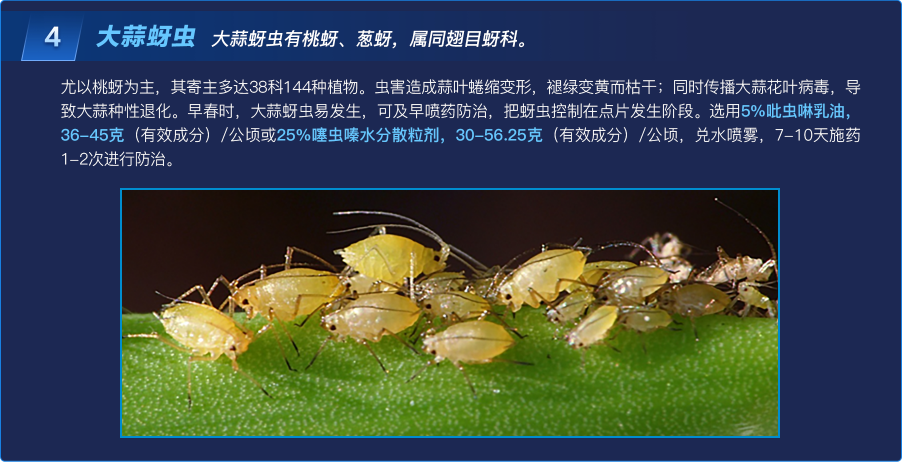 4 大蒜蚜虫 大蒜蚜虫有桃蚜、葱蚜，属同翅目蚜科。
尤以桃蚜为主，其寄主多达38科144种植物。虫害造成蒜叶蜷缩变形，褪绿变黄而枯干；同时传播大蒜花叶病毒，导
致大蒜种性退化。早春时，大蒜蚜虫易发生，可及早喷药防治，把蚜虫控制在点片发生阶段。选用5%吡虫啉乳油，
36-45克（有效成分）/公顷或25%噻虫嗪水分散粒剂，30-56.25克（有效成分）/公顷，兑水喷雾，7-10天施药
1-2次进行防治。